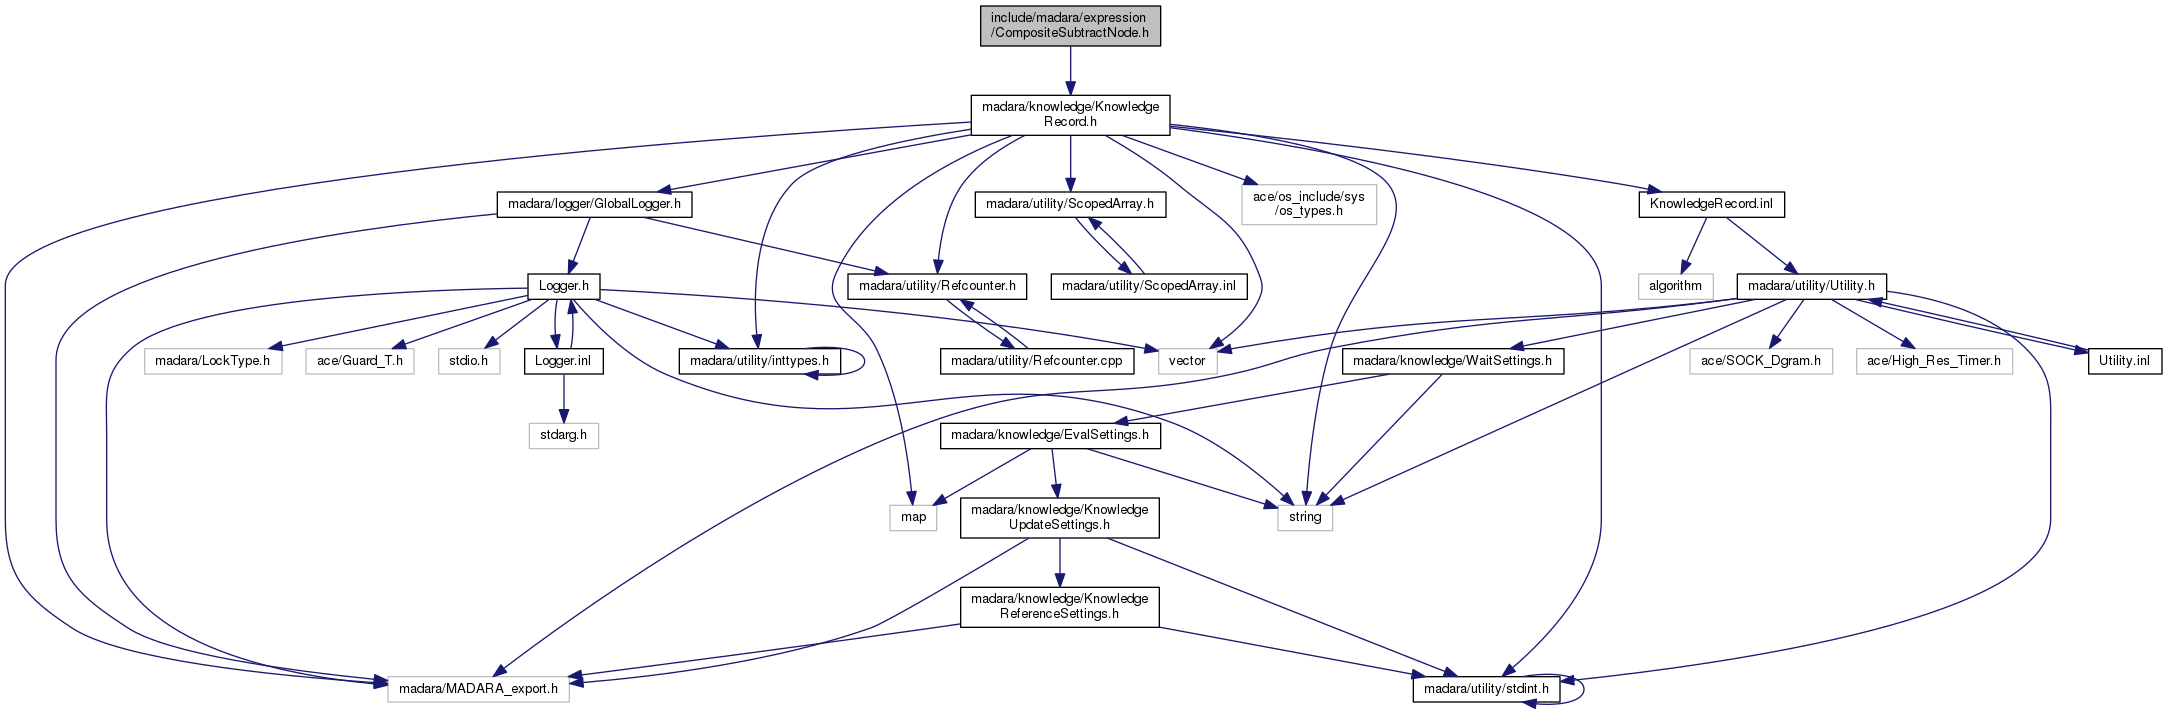 include/madara/expression
/CompositeSubtractNode.h
madara/knowledge/Knowledge
Record.h
madara/logger/GlobalLogger.h
madara/utility/ScopedArray.h
ace/os_include/sys
/os_types.h
KnowledgeRecord.inl
Logger.h
madara/utility/Refcounter.h
madara/utility/ScopedArray.inl
algorithm
madara/utility/Utility.h
madara/LockType.h
ace/Guard_T.h
stdio.h
Logger.inl
madara/utility/inttypes.h
madara/utility/Refcounter.cpp
vector
madara/knowledge/WaitSettings.h
ace/SOCK_Dgram.h
ace/High_Res_Timer.h
Utility.inl
stdarg.h
madara/knowledge/EvalSettings.h
map
madara/knowledge/Knowledge
UpdateSettings.h
string
madara/knowledge/Knowledge
ReferenceSettings.h
madara/MADARA_export.h
madara/utility/stdint.h